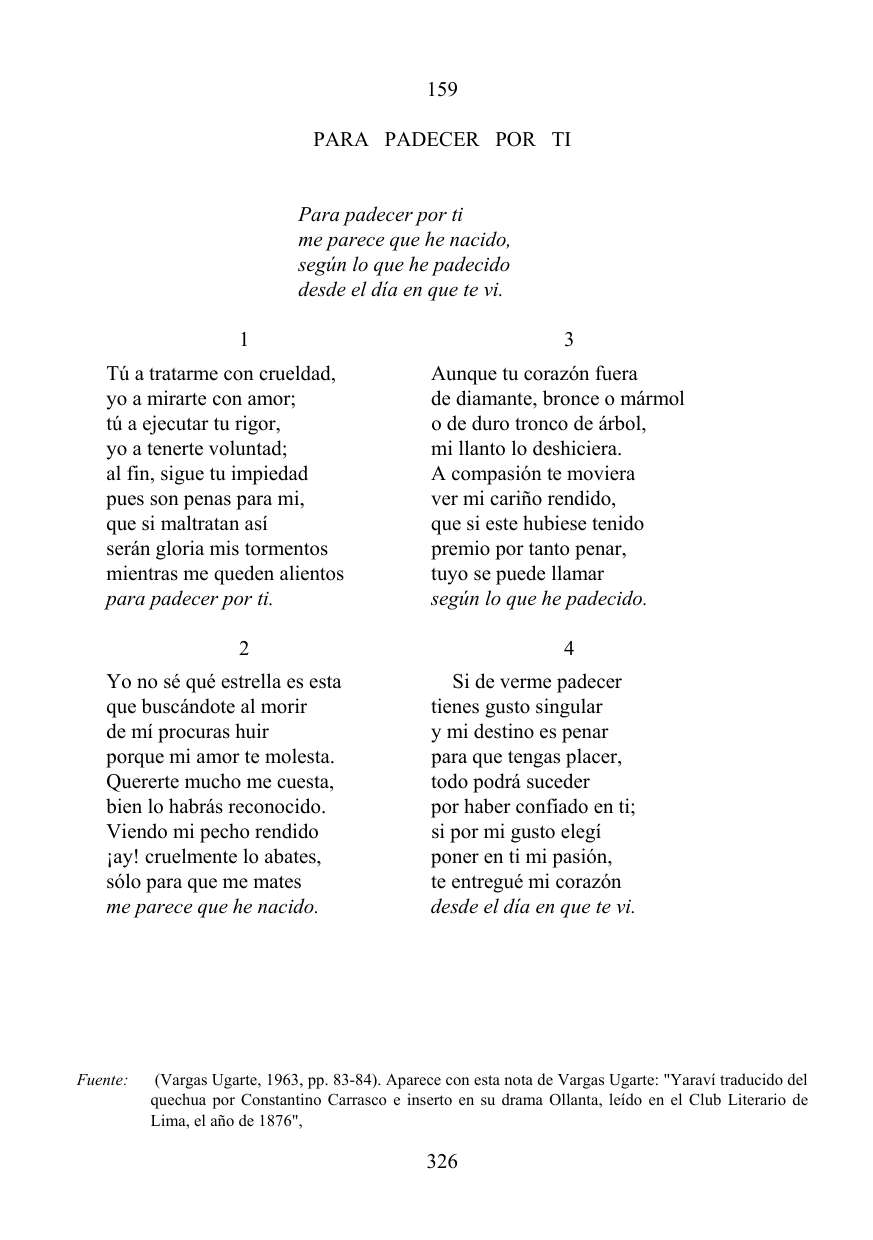 159
PARA PADECER POR TI
Para padecer por ti
me parece que he nacido,
según lo que he padecido
desde el día en que te vi.
1
Tú a tratarme con crueldad,
yo a mirarte con amor;
tú a ejecutar tu rigor,
yo a tenerte voluntad;
al fin, sigue tu impiedad
pues son penas para mi,
que si maltratan así
serán gloria mis tormentos
mientras me queden alientos
para padecer por ti.
2
Yo no sé qué estrella es esta
que buscándote al morir
de mí procuras huir
porque mi amor te molesta.
Quererte mucho me cuesta,
bien lo habrás reconocido.
Viendo mi pecho rendido
¡ay! cruelmente lo abates,
sólo para que me mates
me parece que he nacido.
3
Aunque tu corazón fuera
de diamante, bronce o mármol
o de duro tronco de árbol,
mi llanto lo deshiciera.
A compasión te moviera
ver mi cariño rendido,
que si este hubiese tenido
premio por tanto penar,
tuyo se puede llamar
según lo que he padecido.
4
Si de verme padecer
tienes gusto singular
y mi destino es penar
para que tengas placer,
todo podrá suceder
por haber confiado en ti;
si por mi gusto elegí
poner en ti mi pasión,
te entregué mi corazón
desde el día en que te vi.
Fuente: (Vargas Ugarte, 1963, pp. 83-84). Aparece con esta nota de Vargas Ugarte: "Yaraví traducido del
quechua por Constantino Carrasco e inserto en su drama Ollanta, leído en el Club Literario de
Lima, el año de 1876",
326